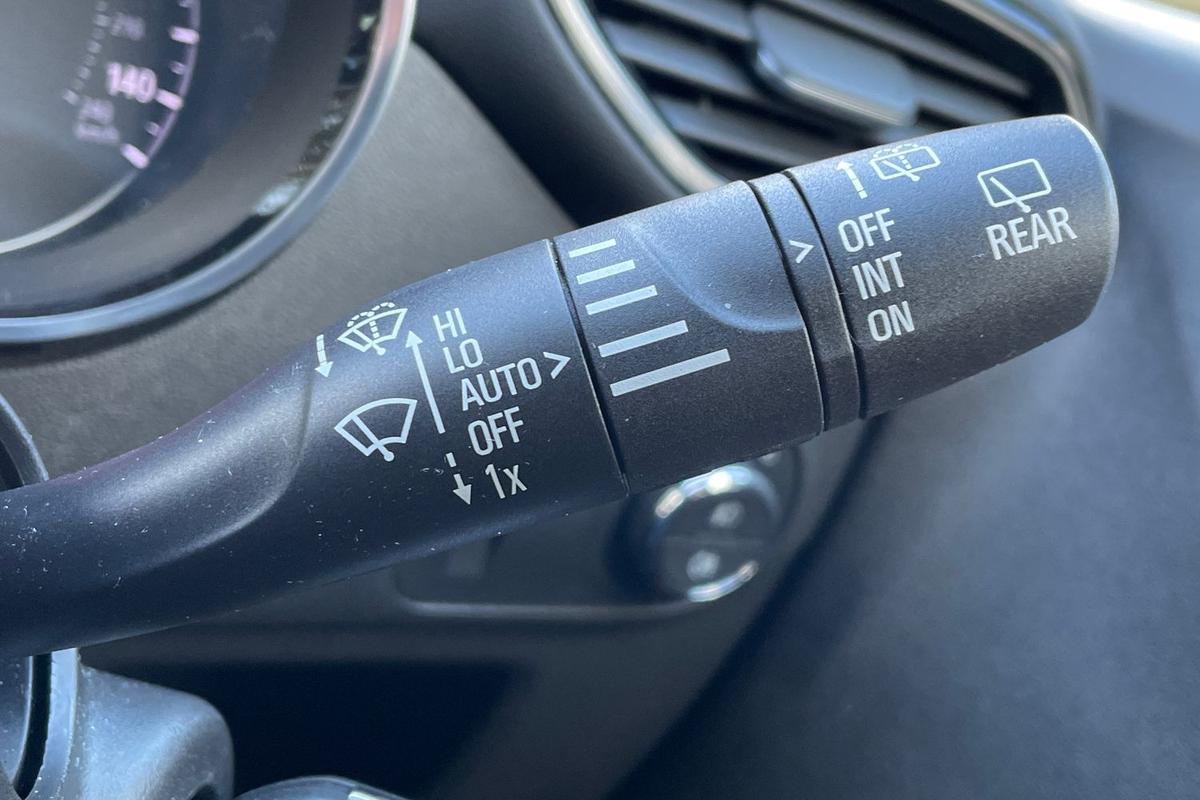 140
HI
LO
AUTO >
OFF
1x
>
OFF
INT
ON
REAR